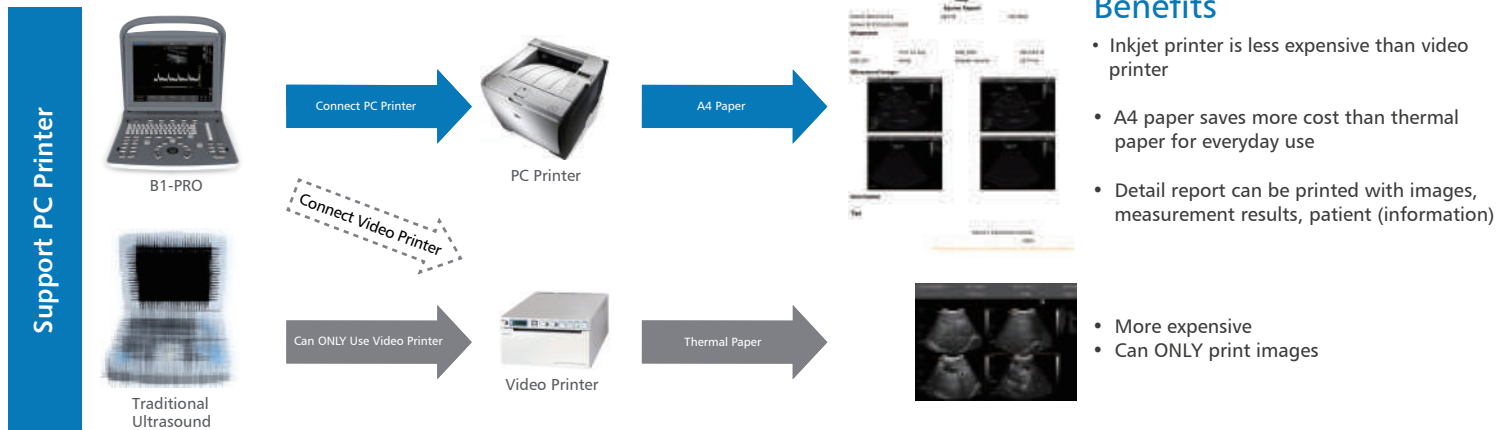 Support PC Printer
B1-PRO
Connect PC Printer
PC Printer
A4 Paper
Connect Video Printer
Traditional
Ultrasound
Can ONLY Use Video Printer
Video Printer
Thermal Paper
Benefits
• Inkjet printer is less expensive than video
printer
• A4 paper saves more cost than thermal
paper for everyday use
• Detail report can be printed with images,
measurement results, patient (information)
• More expensive
• Can ONLY print images